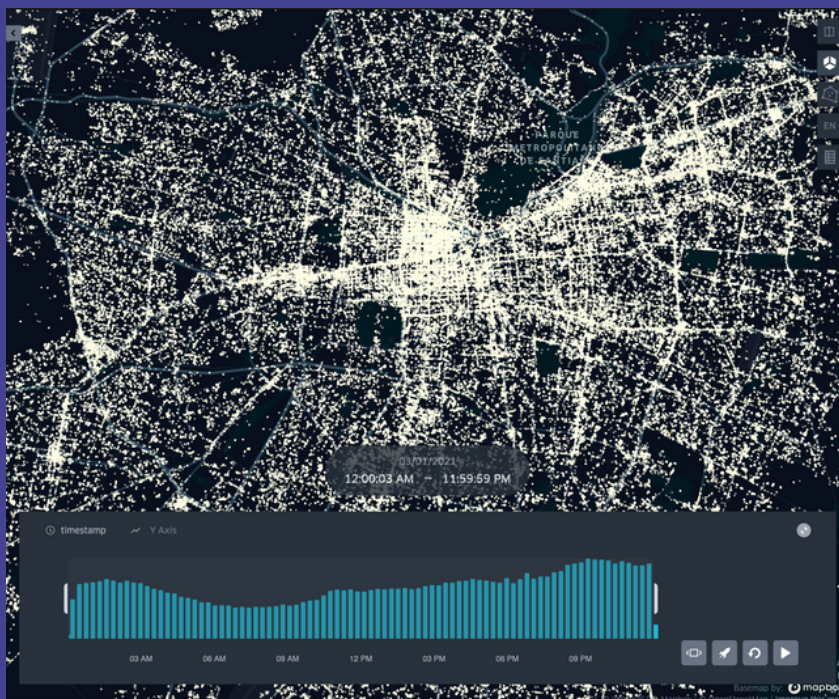 EN
PARQUE
METROPOLITANO
DE SANTIAGO
03/01/2021
12:00:03 AM – 11:59:59 PM
timestamp
Y Axis
03 AM
06 AM
09 AM
12 PM
03 PM
06 PM
09 PM
Basemap by: